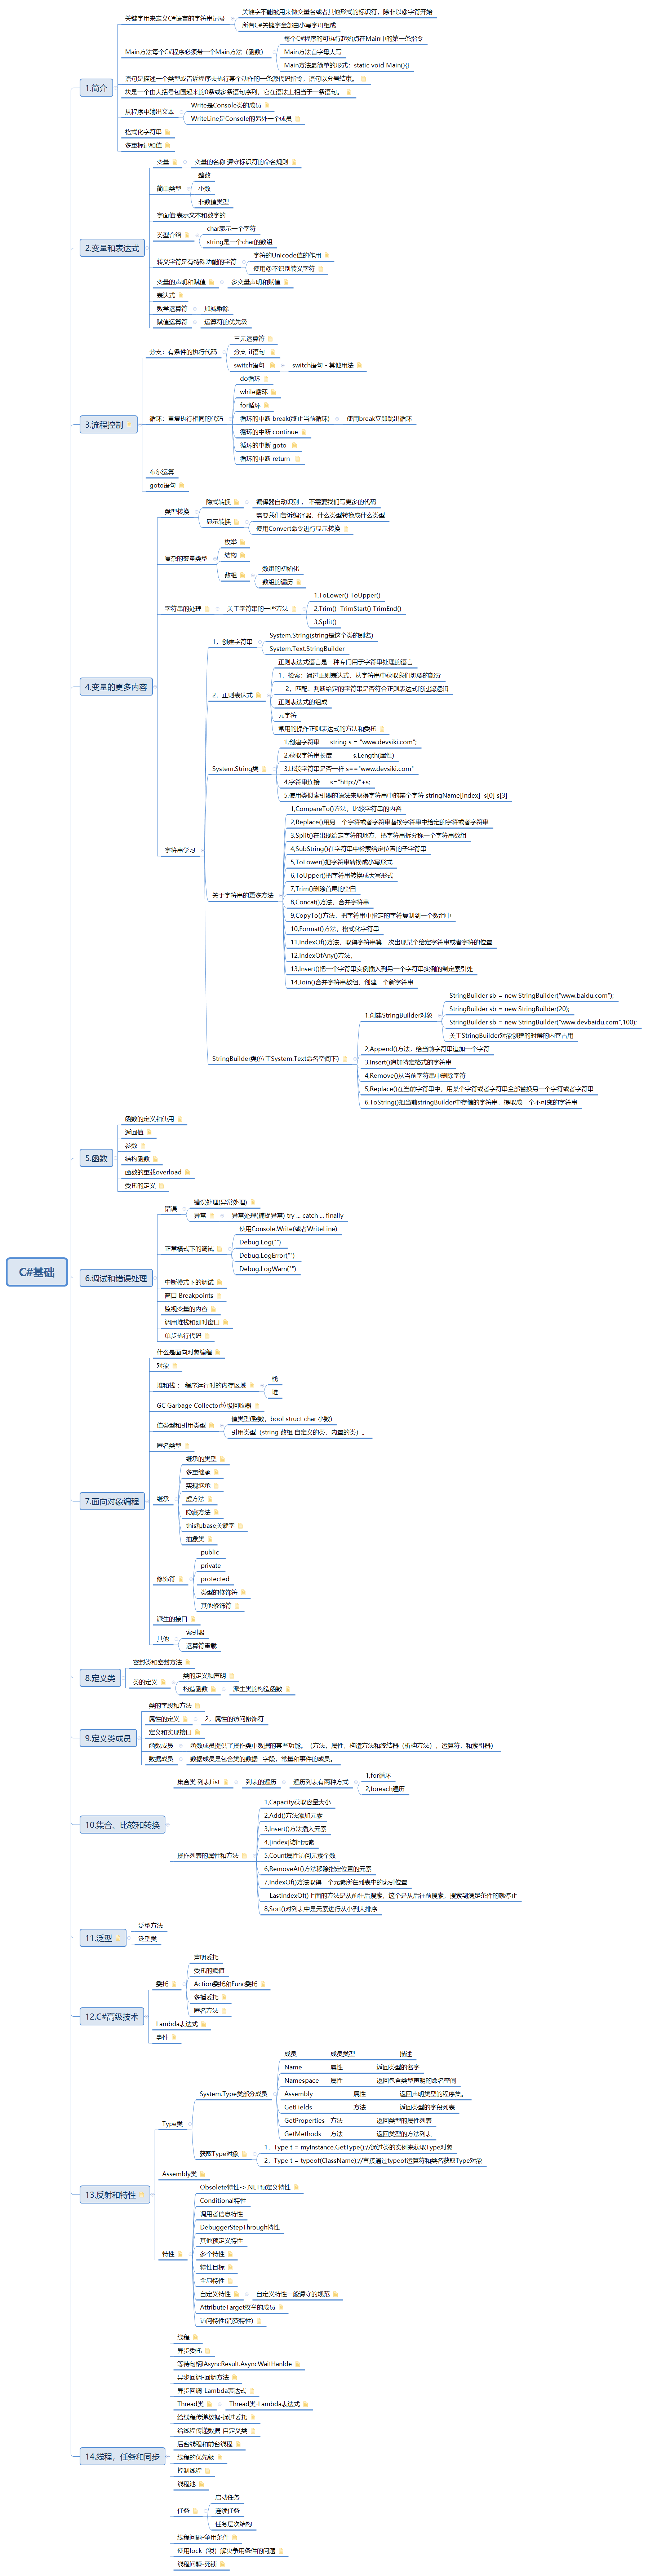 C#基础
1.简介
关键字用来定义C#语言的字符串记号
关键字不能被用来做变量名或者其他形式的标识符，除非以@字符开始
所有C#关键字全部由小写字母组成
Main方法每个C#程序必须带一个Main方法（函数）
每个C#程序的可执行起始点在Main中的第一条指令
Main方法首字母大写
Main方法最简单的形式：static void Main(){}
语句是描述一个类型或告诉程序去执行某个动作的一条源代码指令，语句以分号结束。
块是一个由大括号包围起来的0条或多条语句序列，它在语法上相当于一条语句。
从程序中输出文本
Write是Console类的成员
WriteLine是Console的另外一个成员
格式化字符串
多重标记和值
2.变量和表达式
变量
变量的名称 遵守标识符的命名规则
简单类型
整数
小数
非数值类型
字面值:表示文本和数字的
类型介绍
char表示一个字符
string是一个char的数组
转义字符是有特殊功能的字符
字符的Unicode值的作用
使用@不识别转义字符
变量的声明和赋值
多变量声明和赋值
表达式
数学运算符
加减乘除
赋值运算符
运算符的优先级
3.流程控制
分支：有条件的执行代码
三元运算符
分支-if语句
switch语句
switch语句 - 其他用法
循环：重复执行相同的代码
do循环
while循环
for循环
循环的中断 break(终止当前循环)
使用break立即跳出循环
循环的中断 continue
循环的中断 goto
循环的中断 return
布尔运算
goto语句
4.变量的更多内容
类型转换
隐式转换
编译器自动识别 ， 不需要我们写更多的代码
显示转换
需要我们告诉编译器，什么类型转换成什么类型
使用Convert命令进行显示转换
复杂的变量类型
枚举
结构
数组
数组的初始化
数组的遍历
字符串的处理
关于字符串的一些方法
1,ToLower() ToUpper()
2,Trim() TrimStart() TrimEnd()
3,Split()
字符串学习
1，创建字符串
System.String(string是这个类的别名)
System.Text.StringBuilder
2，正则表达式
正则表达式语言是一种专门用于字符串处理的语言
1，检索：通过正则表达式，从字符串中获取我们想要的部分
2，匹配：判断给定的字符串是否符合正则表达式的过滤逻辑
正则表达式的组成
元字符
常用的操作正则表达式的方法和委托
System.String类
1,创建字符串 string s = "www.devsiki.com";
2,获取字符串长度 s.Length(属性)
3,比较字符串是否一样 s=="www.devsiki.com"
4,字符串连接 s="http://"+s;
5,使用类似索引器的语法来取得字符串中的某个字符 stringName[index] s[0] s[3]
关于字符串的更多方法
1,CompareTo()方法，比较字符串的内容
2,Replace()用另一个字符或者字符串替换字符串中给定的字符或者字符串
3,Split()在出现给定字符的地方，把字符串拆分称一个字符串数组
4,SubString()在字符串中检索给定位置的子字符串
5,ToLower()把字符串转换成小写形式
6,ToUpper()把字符串转换成大写形式
7,Trim()删除首尾的空白
8,Concat()方法，合并字符串
9,CopyTo()方法，把字符串中指定的字符复制到一个数组中
10,Format()方法，格式化字符串
11,IndexOf()方法，取得字符串第一次出现某个给定字符串或者字符的位置
12,IndexOfAny()方法，
13,Insert()把一个字符串实例插入到另一个字符串实例的制定索引处
14,Join()合并字符串数组，创建一个新字符串
StringBuilder类(位于System.Text命名空间下)
1,创建StringBuilder对象
StringBuilder sb = new StringBuilder("www.baidu.com");
StringBuilder sb = new StringBuilder(20);
StringBuilder sb = new StringBuilder("www.devbaidu.com",100);
关于StringBuilder对象创建的时候的内存占用
2,Append()方法，给当前字符串追加一个字符
3,Insert()追加特定格式的字符串
4,Remove()从当前字符串中删除字符
5,Replace()在当前字符串中，用某个字符或者字符串全部替换另一个字符或者字符串
6.ToString()把当前stringBuilder中存储的字符串，提取成一个不可变的字符串
5.函数
函数的定义和使用
返回值
参数
结构函数
函数的重载overload
委托的定义
6.调试和错误处理
错误
错误处理(异常处理)
异常
异常处理(捕捉异常) try ... catch ... finally
正常模式下的调试
使用Console.Write(或者WriteLine)
Debug.Log("")
Debug.LogError("")
Debug.LogWarn("")
中断模式下的调试
窗口 Breakpoints
监视变量的内容
调用堆栈和即时窗口
单步执行代码
7.面向对象编程
什么是面向对象编程
对象
堆和栈 ： 程序运行时的内存区域
栈
堆
GC Garbage Collector垃圾回收器
值类型和引用类型
值类型(整数，bool struct char 小数)
引用类型（string 数组 自定义的类，内置的类）。
匿名类型
继承
继承的类型
多重继承
实现继承
虚方法
隐藏方法
this和base关键字
抽象类
修饰符
public
private
protected
类型的修饰符
其他修饰符
派生的接口
其他
索引器
运算符重载
8.定义类
密封类和密封方法
类的定义
类的定义和声明
构造函数
派生类的构造函数
9.定义类成员
类的字段和方法
属性的定义
2，属性的访问修饰符
定义和实现接口
函数成员
函数成员提供了操作类中数据的某些功能。（方法，属性，构造方法和终结器（析构方法），运算符，和索引器）
数据成员
数据成员是包含类的数据--字段，常量和事件的成员。
10.集合、比较和转换
集合类 列表List
列表的遍历
遍历列表有两种方式
1,for循环
2,foreach遍历
操作列表的属性和方法
1,Capacity获取容量大小
2,Add()方法添加元素
3,Insert()方法插入元素
4,[index]访问元素
5,Count属性访问元素个数
6,RemoveAt()方法移除指定位置的元素
7,IndexOf()方法取得一个元素所在列表中的索引位置
LastIndexOf()上面的方法是从前往后搜索，这个是从后往前搜索，搜索到满足条件的就停止
8,Sort()对列表中是元素进行从小到大排序
11.泛型
泛型方法
泛型类
12.C#高级技术
委托
声明委托
委托的赋值
Action委托和Func委托
多播委托
匿名方法
Lambda表达式
事件
13.反射和特性
Type类
System.Type类部分成员
成员 成员类型 描述
Name 属性 返回类型的名字
Namespace 属性 返回包含类型声明的命名空间
Assembly 属性 返回声明类型的程序集。
GetFields 方法 返回类型的字段列表
GetProperties 方法 返回类型的属性列表
GetMethods 方法 返回类型的方法列表
获取Type对象
1，Type t = myInstance.GetType();//通过类的实例来获取Type对象
2，Type t = typeof(ClassName);//直接通过typeof运算符和类名获取Type对象
Assembly类
特性
Obsolete特性->.NET预定义特性
Conditional特性
调用者信息特性
DebuggerStepThrough特性
其他预定义特性
多个特性
特性目标
全局特性
自定义特性
自定义特性一般遵守的规范
AttributeTarget枚举的成员
访问特性(消费特性)
14.线程，任务和同步
线程
异步委托
等待句柄IAsyncResult.AsyncWaitHanlde
异步回调-回调方法
异步回调-Lambda表达式
Thread类
Thread类-Lambda表达式
给线程传递数据-通过委托
给线程传递数据-自定义类
后台线程和前台线程
线程的优先级
控制线程
线程池
任务
启动任务
连续任务
任务层次结构
线程问题-争用条件
使用lock（锁）解决争用条件的问题
线程问题-死锁